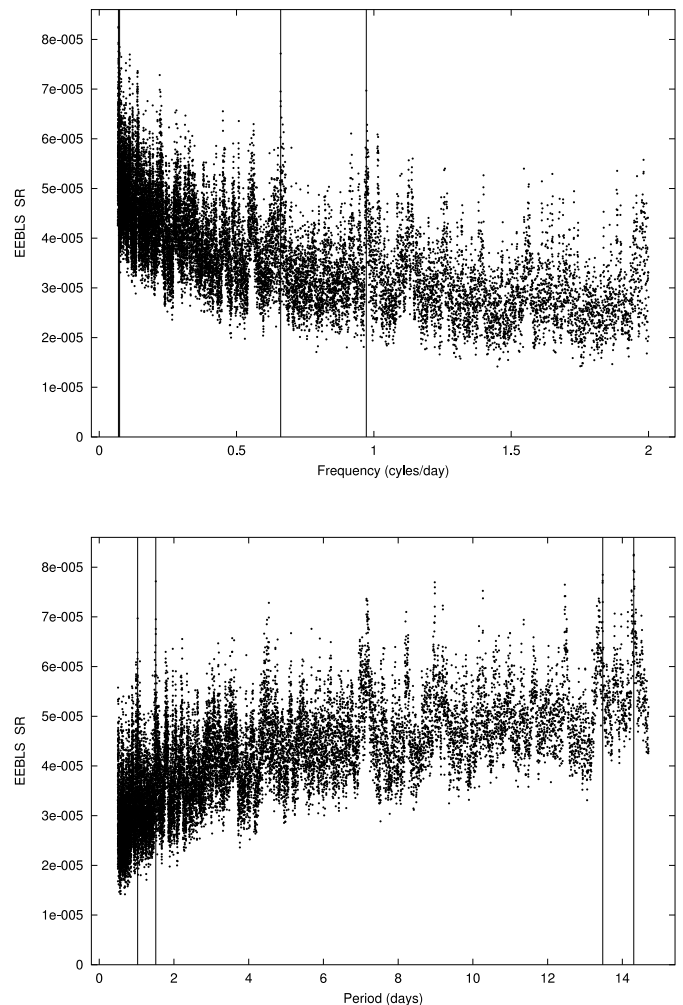 8e-005
7e-005
6e-005
5e-005
4e-005
3e-005
2e-005
1e-005
0
EEBLS SR
0 0.5 1 1.5 2
Frequency (cyles/day)
8e-005
7e-005
6e-005
5e-005
4e-005
3e-005
2e-005
1e-005
0
EEBLS SR
0 2 4 6 8 10 12 14
Period (days)